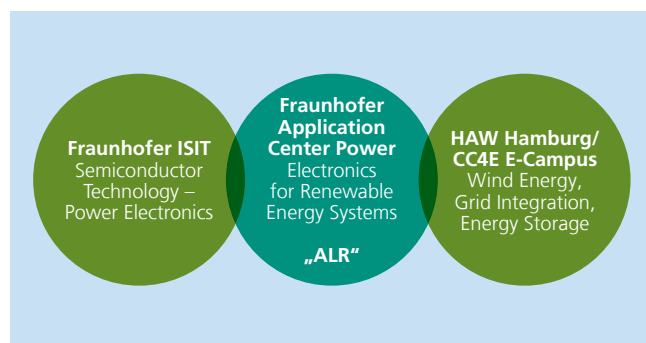 Fraunhofer ISIT
Semiconductor
Technology –
Power Electronics
Fraunhofer
Application
Center Power
Electronics
for Renewable
Energy Systems
„ALR“
HAW Hamburg/
CC4E E-Campus
Wind Energy,
Grid Integration,
Energy Storage